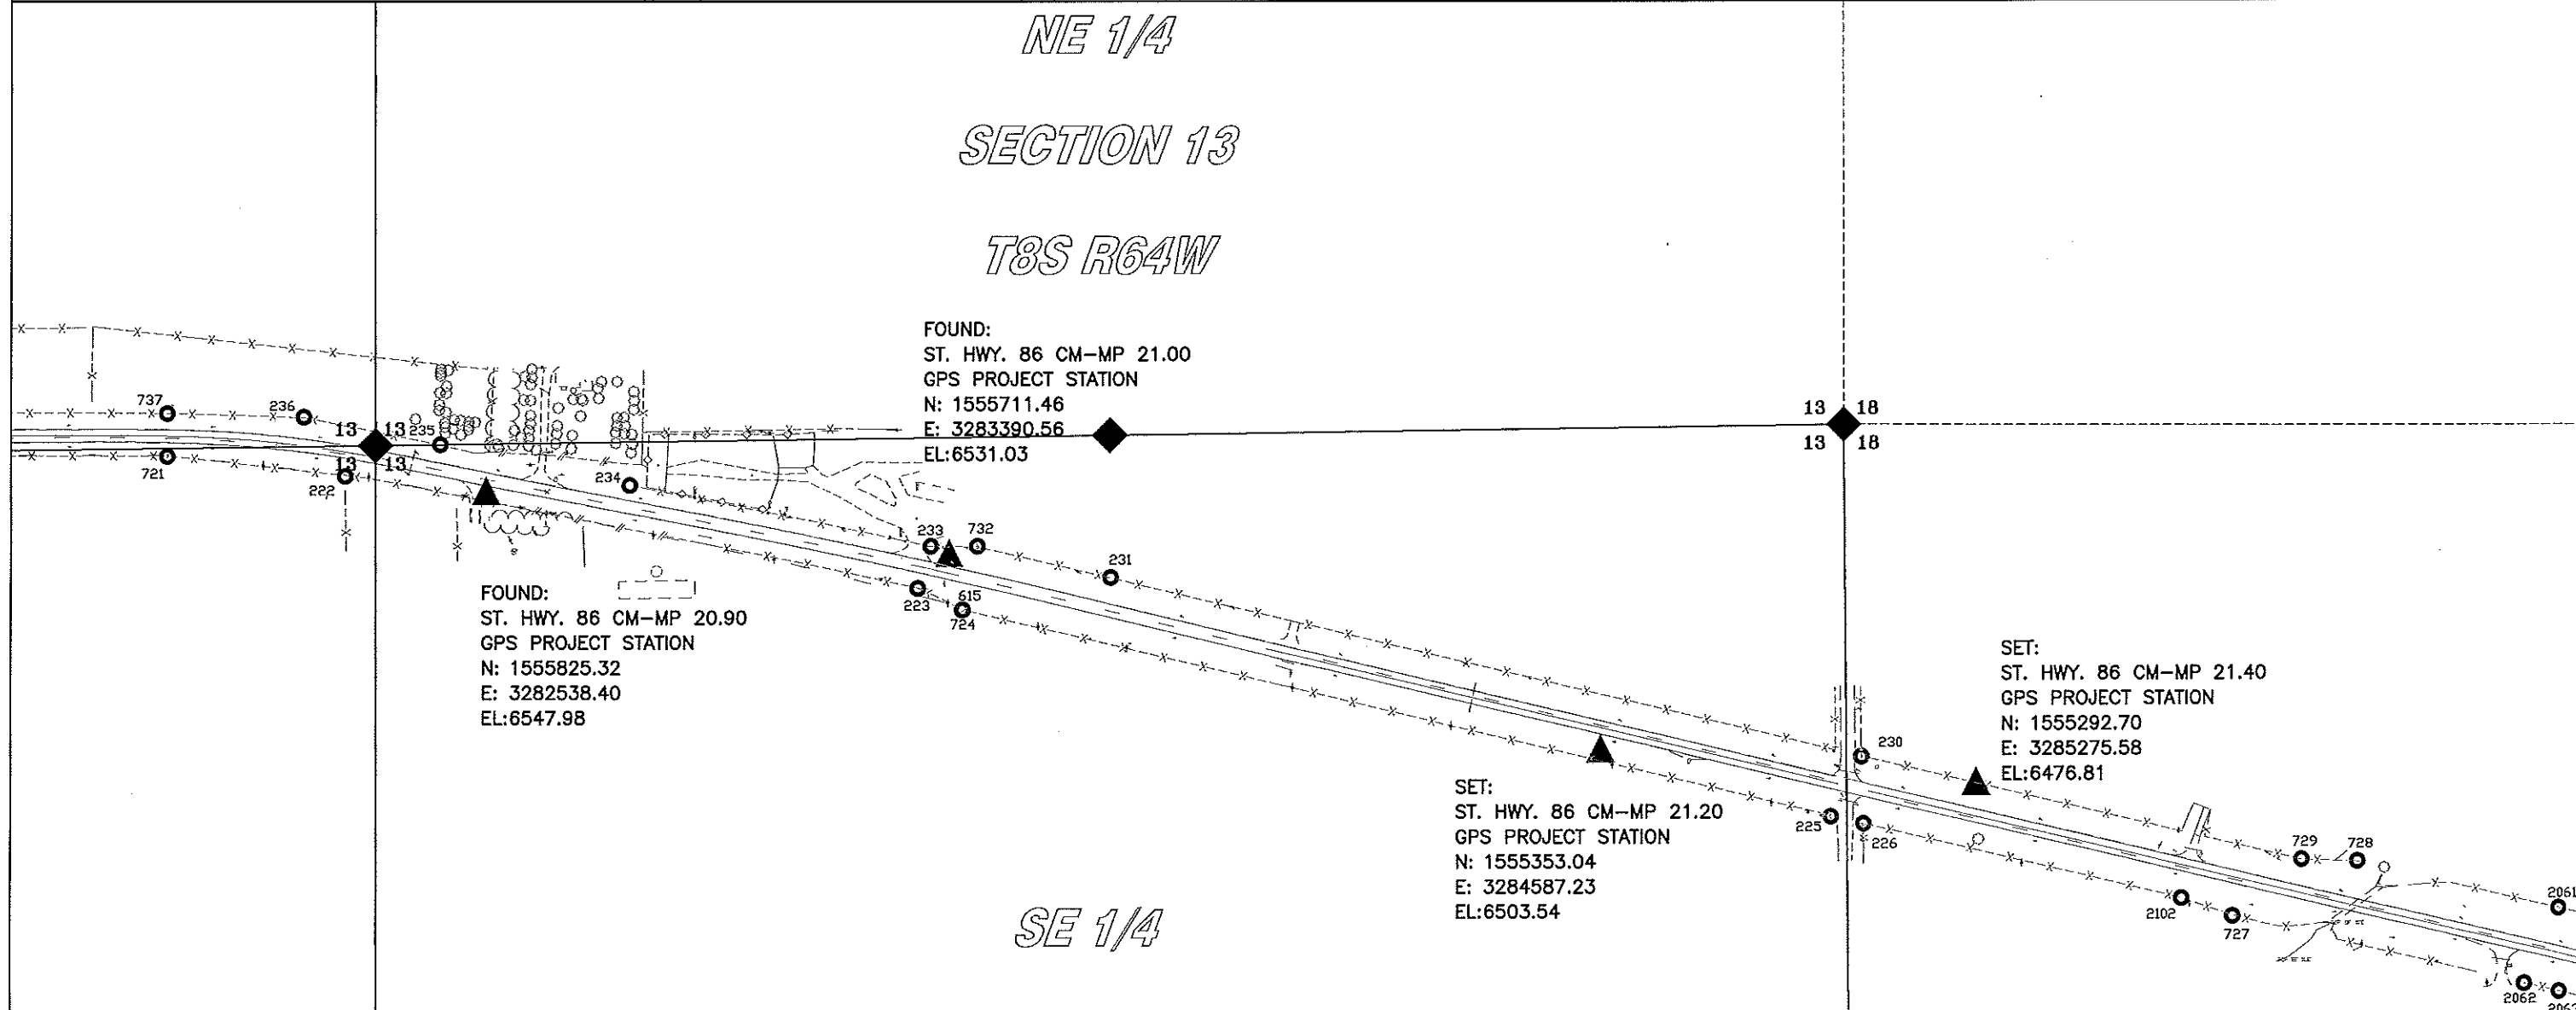 NE 1/4
SECTION 13
T8S R64W
FOUND:
ST. HWY. 86 CM-MP 21.00
GPS PROJECT STATION
N: 1555711.46
E: 3283390.56
EL:6531.03
737
236
13 13
235
13 13
721
222
234
13 18
13 18
233
732
231
223
615
724
FOUND:
ST. HWY. 86 CM-MP 20.90
GPS PROJECT STATION
N: 1555825.32
E: 3282538.40
EL:6547.98
SET:
ST. HWY. 86 CM-MP 21.40
GPS PROJECT STATION
N: 1555292.70
E: 3285275.58
EL:6476.81
230
SET:
ST. HWY. 86 CM-MP 21.20
GPS PROJECT STATION
N: 1555353.04
E: 3284587.23
EL:6503.54
225
226
729
728
2061
2102
727
SE 1/4
2062